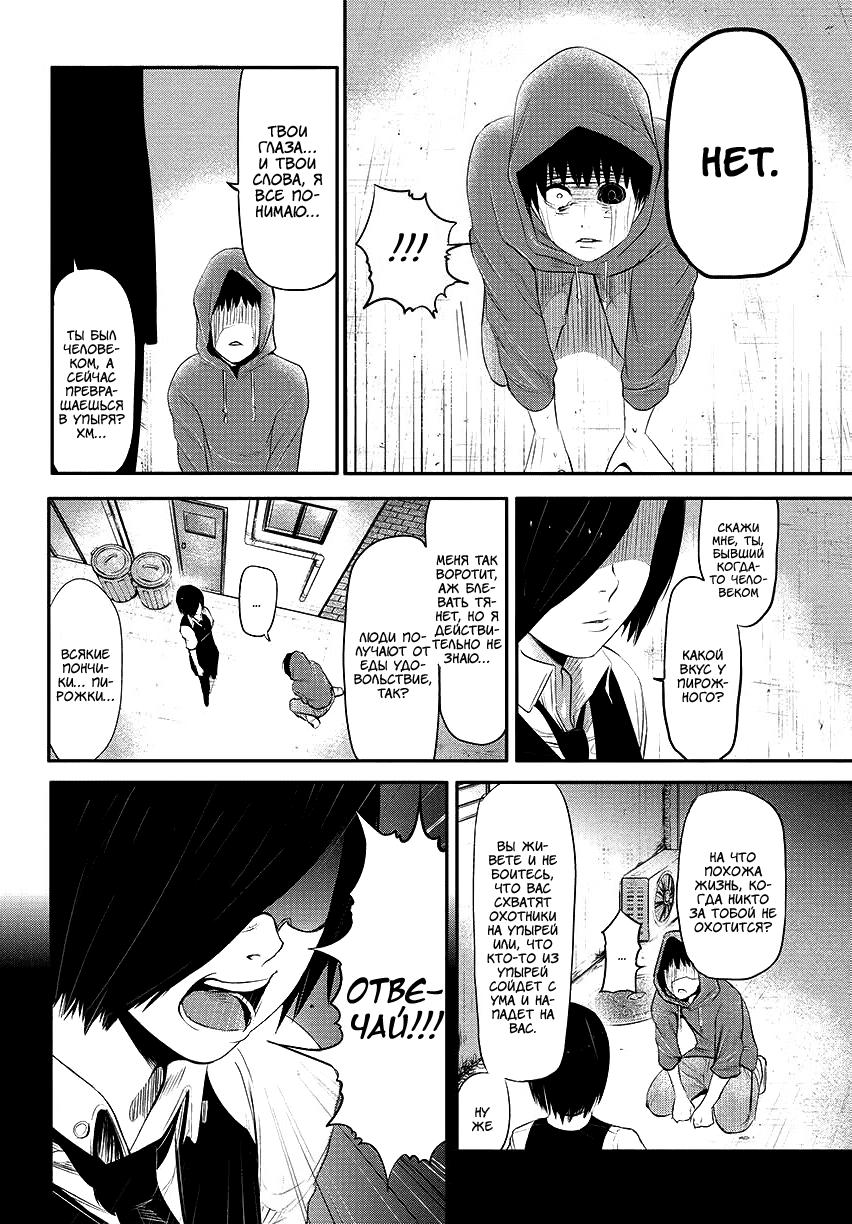 НЕТ.
!!!
ТВОИ
ГЛАЗА...
И ТВОИ
СЛОВА, Я
ВСЕ ПО-
НИМАЮ...
ТЫ БЫЛ
ЧЕЛОВЕ-
КОМ, А
СЕЙЧАС
ПРЕВРА-
ЩАЕШЬСЯ
В УПЫРЯ?
ХМ...
СКАЖИ
МНЕ, ТЫ,
БЫВШИЙ
КОГДА-
ТО ЧЕЛО-
ВЕКОМ
КАКОЙ
ВКУС У
ПИРОЖ-
НОГО?
МЕНЯ ТАК
ВОРОТИТ,
АЖ БЛЕ-
ВАТЬ ТЯ-
НЕТ, НО Я
ДЕЙСТВИ-
ТЕЛЬНО НЕ
ЗНАЮ...
ЛЮДИ ПО-
ЛУЧАЮТ ОТ
ЕДЫ УДО-
ВОЛЬСТВИЕ,
ТАК?
...
ВСЯКИЕ
ПОНЧИ-
КИ... ПИ-
РОЖКИ...
НА ЧТО
ПОХОЖА
ЖИЗНЬ, КО-
ГДА НИКТО
ЗА ТОБОЙ НЕ
ОХОТИТСЯ?
...
ВЫ ЖИ-
ВЕТЕ И НЕ
БОИТЕСЬ,
ЧТО ВАС
СХВАТЯТ
ОХОТНИКИ
НА УПЫРЕЙ
ИЛИ, ЧТО
КТО-ТО ИЗ
УПЫРЕЙ
СОЙДЕТ С
УМА И НА-
ПАДЕТ НА
ВАС.
НУ
ЖЕ
ОТВЕ-
ЧАЙ!!!